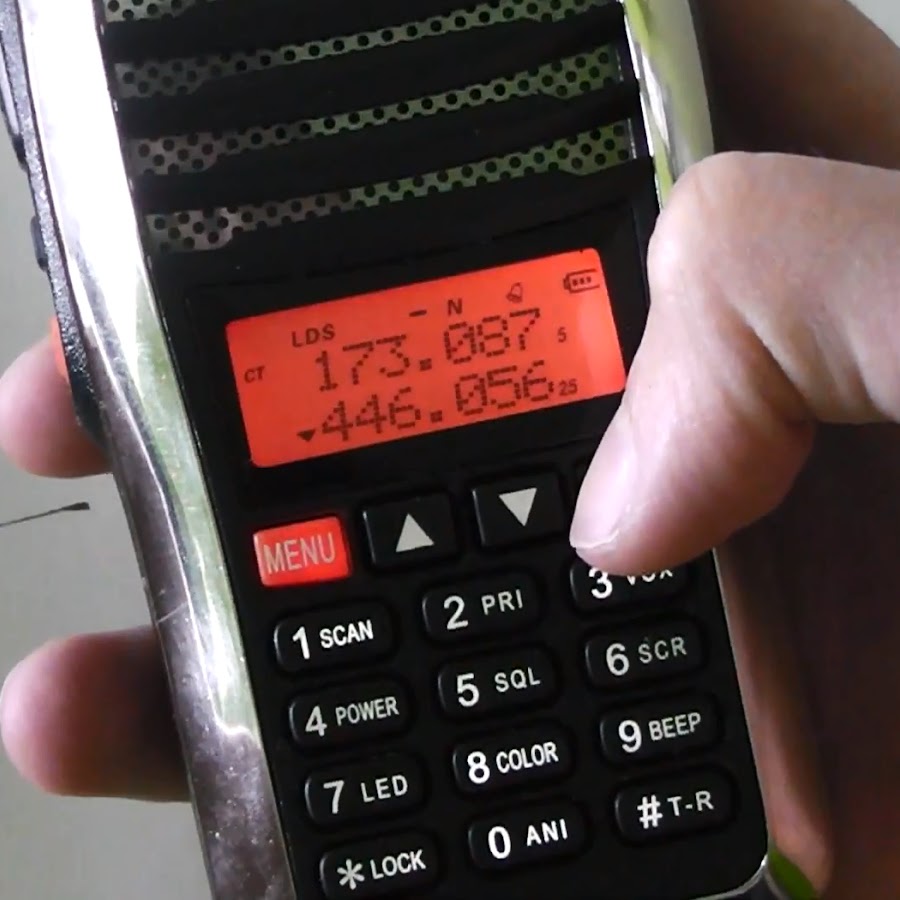 LDS − N
CT 173.087 5
446.056 25
MENU
1 SCAN
2 PRI
3 VOX
4 POWER
5 SQL
6 SCR
7 LED
8 COLOR
9 BEEP
* LOCK
0 ANI
# T-R